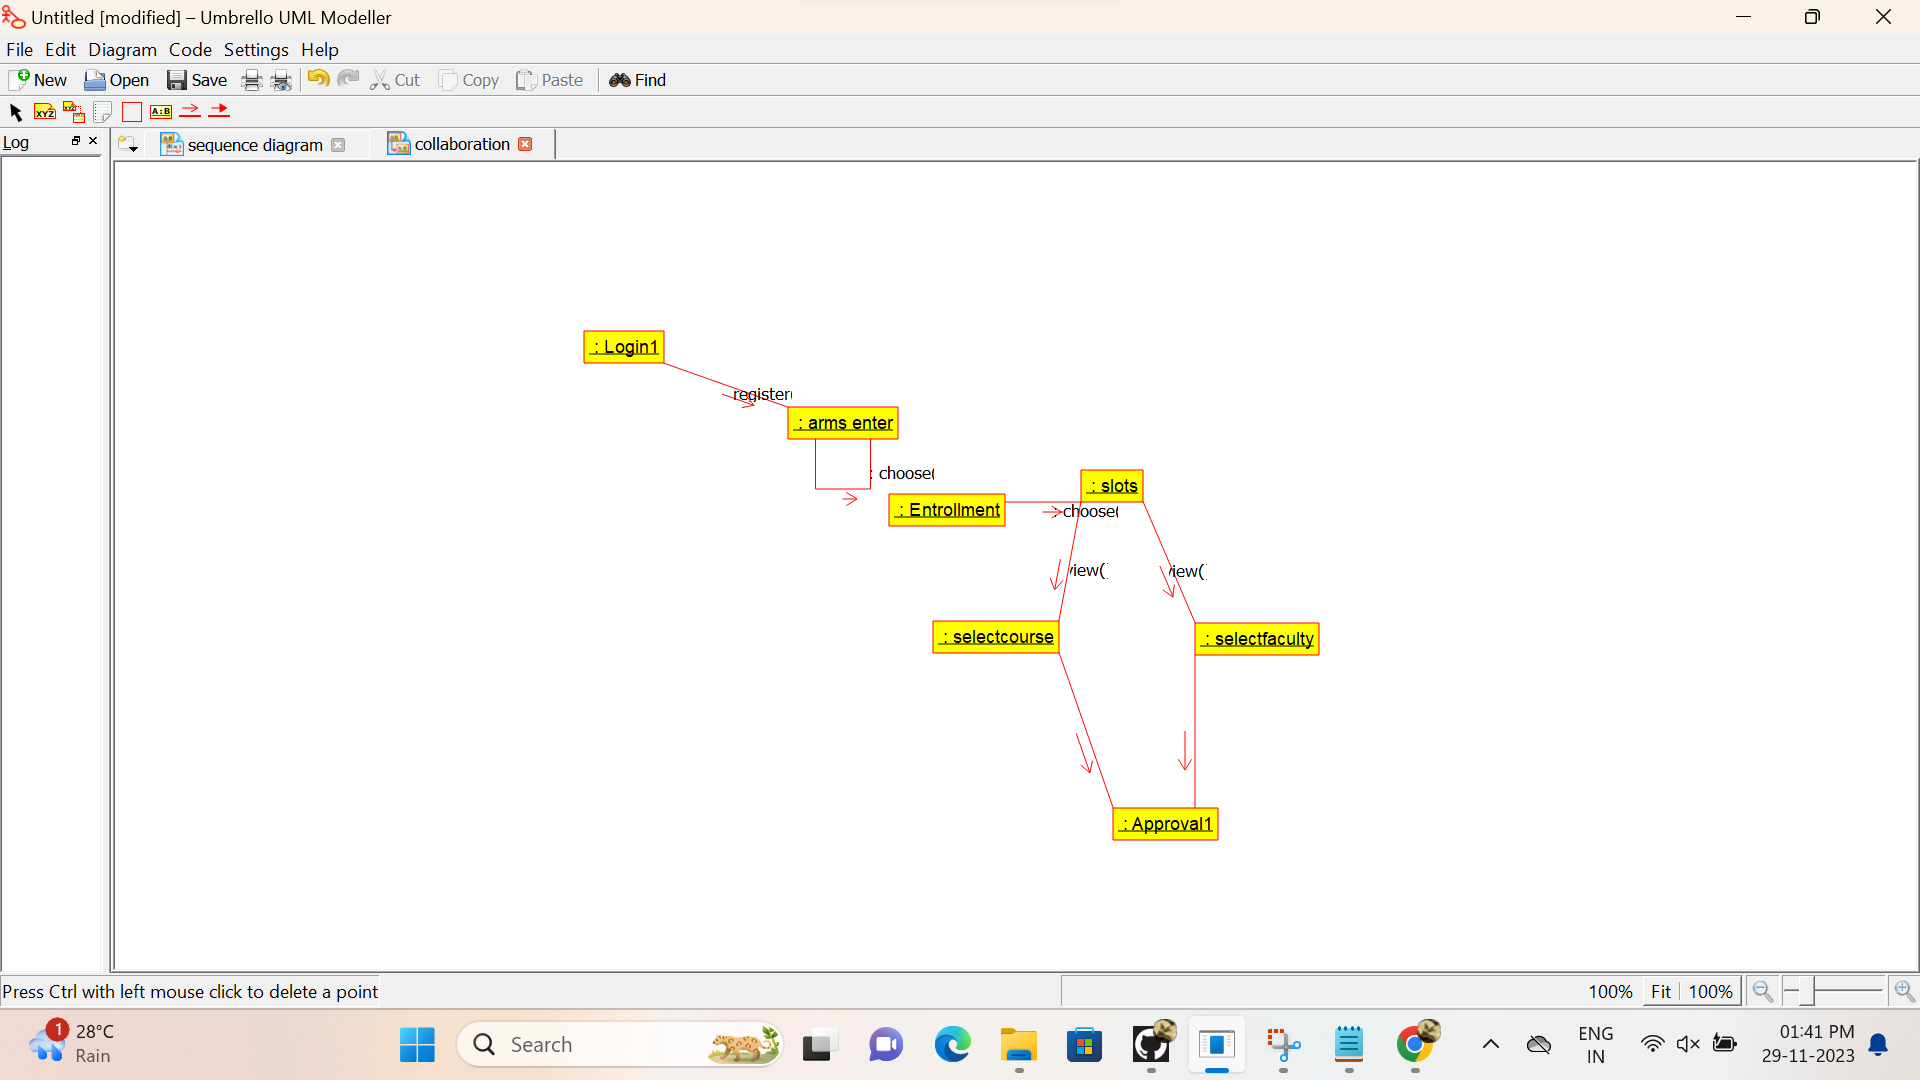 Untitled [modified] – Umbrello UML Modeller
File Edit Diagram Code Settings Help
New Open Save Cut Copy Paste Find
XYZ XYZ A:B
Log
sequence diagram collaboration
: Login1
register(
: arms enter
: choose(
: slots
: Entrollment
choose(
view()
view()
: selectcourse
: selectfaculty
: Approval1
Press Ctrl with left mouse click to delete a point
100% Fit 100%
1
28°C
Rain
Search
ENG
IN
01:41 PM
29-11-2023